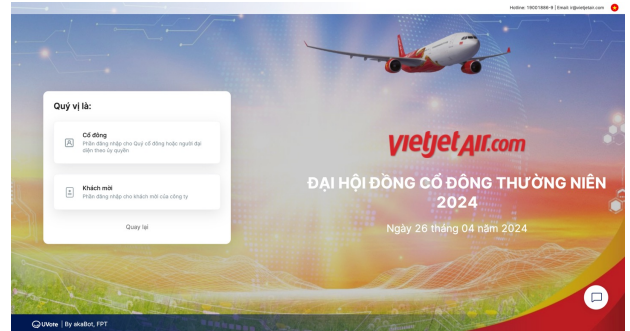 Hotline: 19001886-9 | Email: ir@vietjetair.com
Quý vị là:
Cổ đông
Phần đăng nhập cho Quý cổ đông hoặc người đại
diện theo ủy quyền
Khách mời
Phần đăng nhập cho khách mời của công ty
Quay lại
vietjetAir.com
ĐẠI HỘI ĐỒNG CỔ ĐÔNG THƯỜNG NIÊN
2024
Ngày 26 tháng 04 năm 2024
UVote | By akaBot, FPT